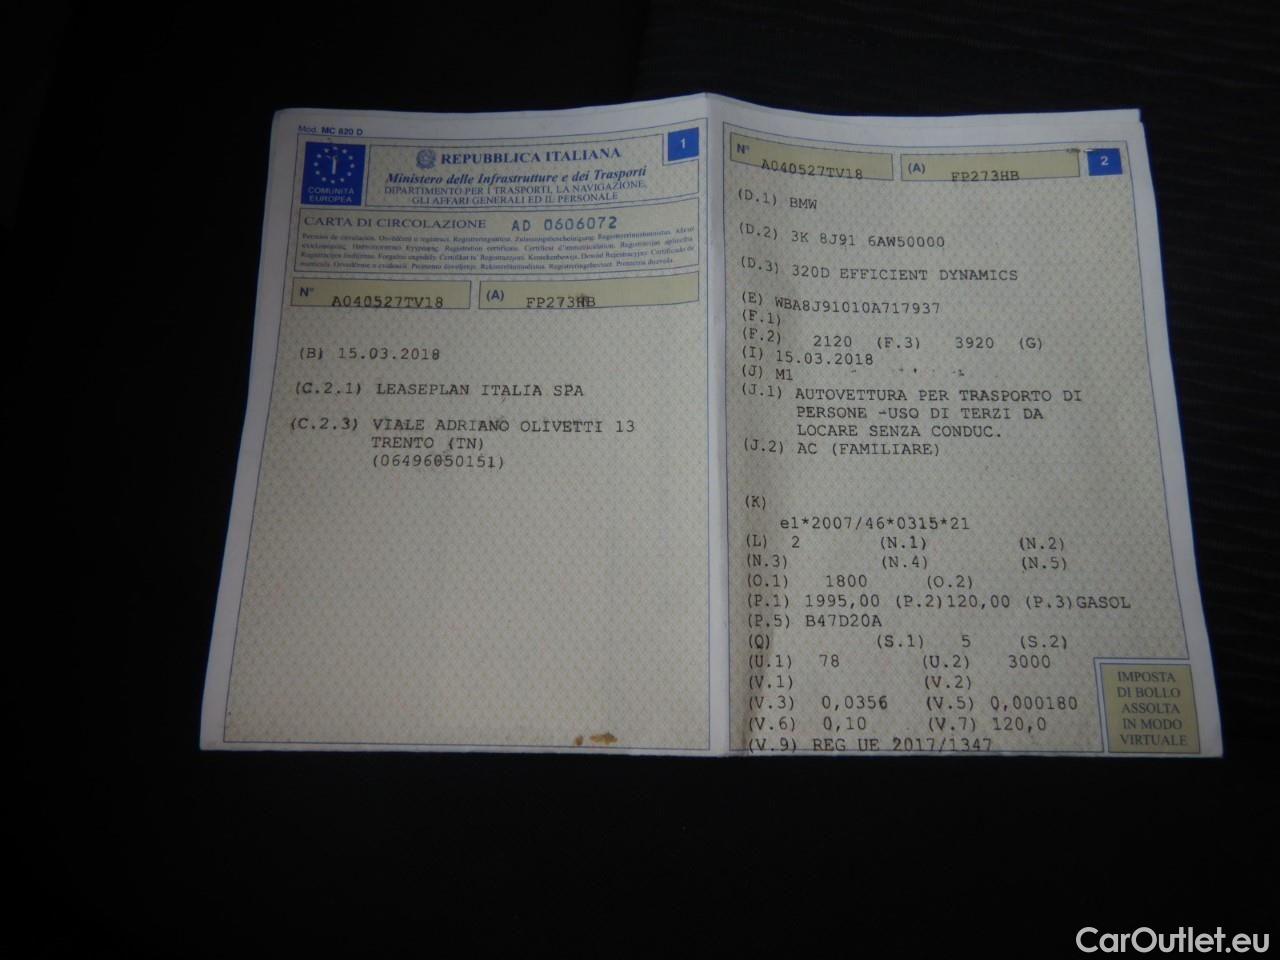 Mod. MC 820 D
1
COMUNITÀ
EUROPEA
REPUBBLICA ITALIANA
Ministero delle Infrastrutture e dei Trasporti
DIPARTIMENTO PER I TRASPORTI, LA NAVIGAZIONE,
GLI AFFARI GENERALI ED IL PERSONALE
CARTA DI CIRCOLAZIONE AD 0606072
N° A040527TV18 (A) FP273HB
(B) 15.03.2018
(C.2.1) LEASEPLAN ITALIA SPA
(C.2.3) VIALE ADRIANO OLIVETTI 13
TRENTO (TN)
(06496050151)
2
N° A040527TV18 (A) FP273HB
(D.1) BMW
(D.2) 3K 8J91 6AW50000
(D.3) 320D EFFICIENT DYNAMICS
(E) WBA8J91010A717937
(F.1)
(F.2) 2120 (F.3) 3920 (G)
(I) 15.03.2018
(J) M1
(J.1) AUTOVETTURA PER TRASPORTO DI
PERSONE -USO DI TERZI DA
LOCARE SENZA CONDUC.
(J.2) AC (FAMILIARE)
(K)
e1*2007/46*0315*21
(L) 2 (N.1) (N.2)
(N.3) (N.4) (N.5)
(O.1) 1800 (O.2)
(P.1) 1995,00 (P.2)120,00 (P.3)GASOL
(P.5) B47D20A
(Q) (S.1) 5 (S.2)
(U.1) 78 (U.2) 3000
(V.1) (V.2)
(V.3) 0,0356 (V.5) 0,000180
(V.6) 0,10 (V.7) 120,0
(V.9) REG UE 2017/1347
IMPOSTA
DI BOLLO
ASSOLTA
IN MODO
VIRTUALE
CarOutlet.eu